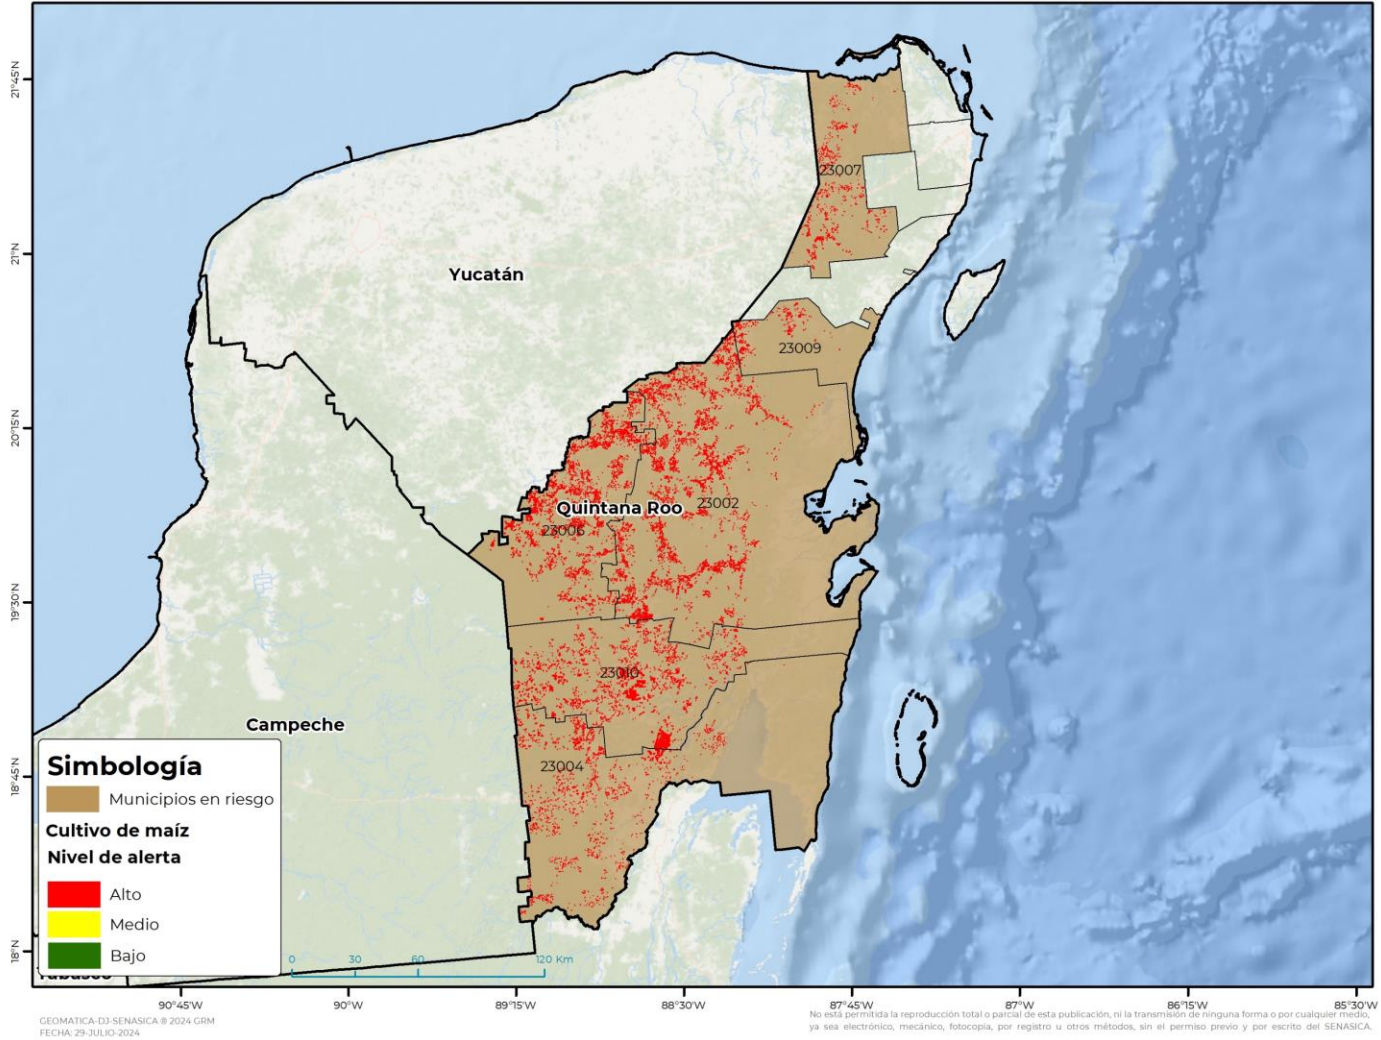 21°45'N
21°N
20°15'N
19°30'N
18°45'N
18°N
23007
Yucatán
23009
Quintana Roo
23002
23006
23010
Campeche
23004
Simbología
Municipios en riesgo
Cultivo de maíz
Nivel de alerta
Alto
Medio
Bajo
0 30 60 120 Km
90°45'W 90°W 89°15'W 88°30'W 87°45'W 87°W 86°15'W 85°30'W
GEOMATICA-DJ-SENASICA ® 2024 GRM
FECHA: 29-JULIO-2024
No está permitida la reproducción total o parcial de esta publicación, ni la transmisión de ninguna forma o por cualquier medio,
ya sea electrónico, mecánico, fotocopia, por registro u otros métodos, sin el permiso previo y por escrito del SENASICA.